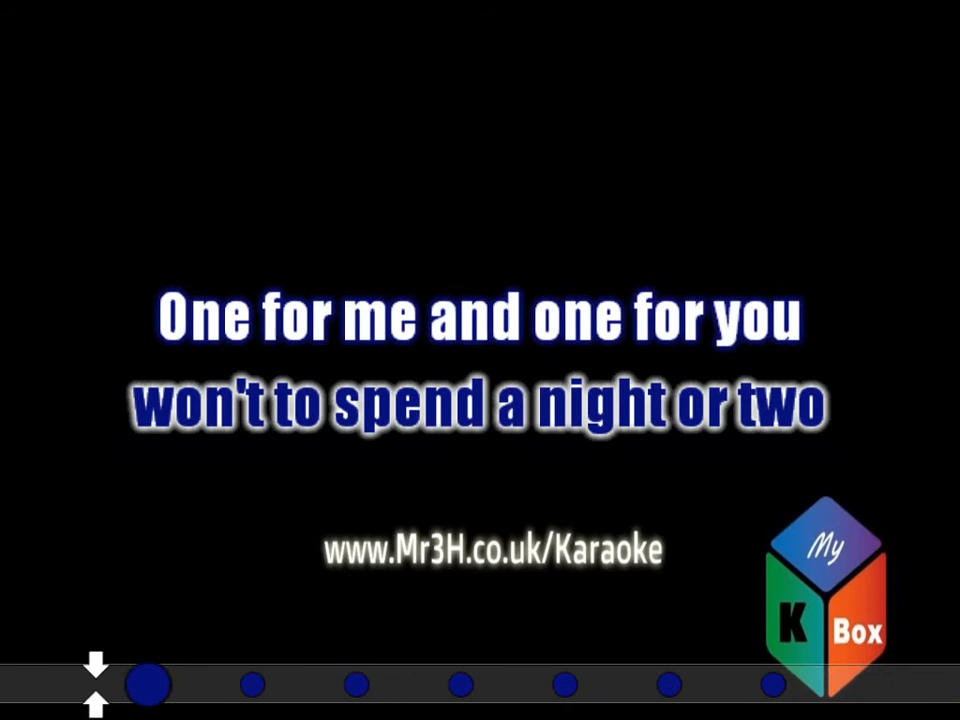 One for me and one for you
won't to spend a night or two
www.Mr3H.co.uk/Karaoke
My
K Box